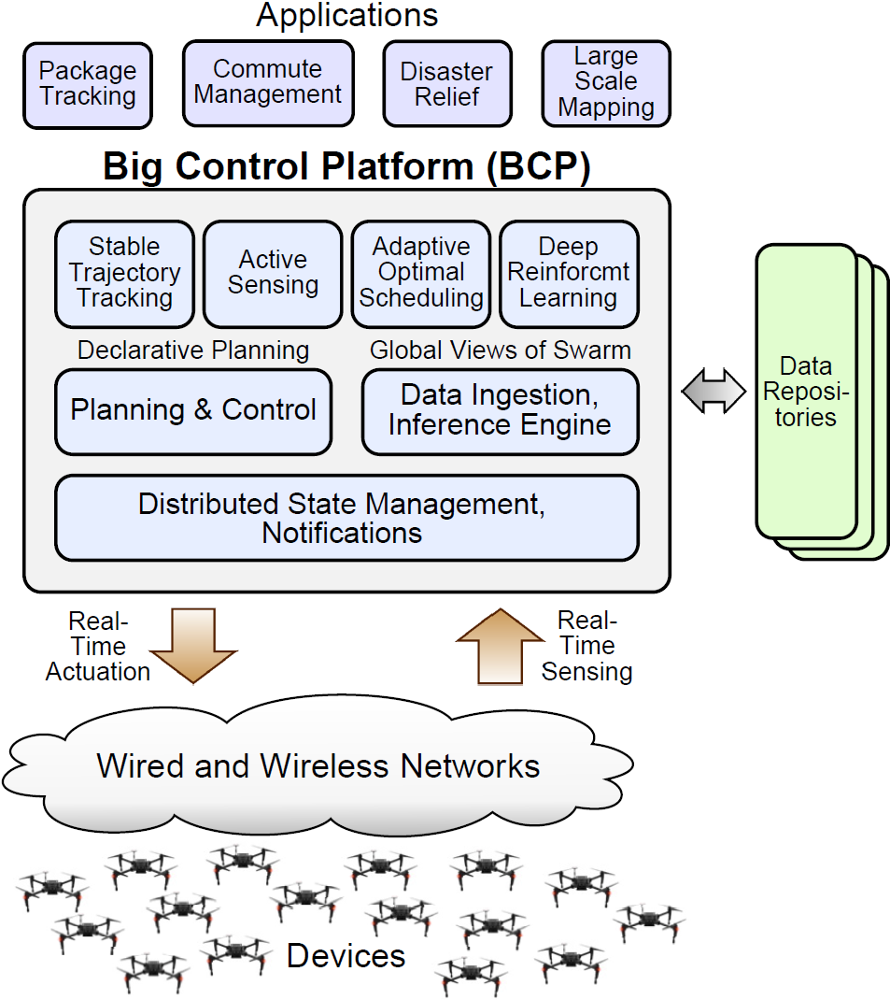 Applications
Package
Tracking
Commute
Management
Disaster
Relief
Large
Scale
Mapping
Big Control Platform (BCP)
Stable
Trajectory
Tracking
Active
Sensing
Adaptive
Optimal
Scheduling
Deep
Reinforcmt
Learning
Declarative Planning
Global Views of Swarm
Planning & Control
Data Ingestion,
Inference Engine
Distributed State Management,
Notifications
Data
Reposi-
tories
Real-
Time
Actuation
Real-
Time
Sensing
Wired and Wireless Networks
Devices